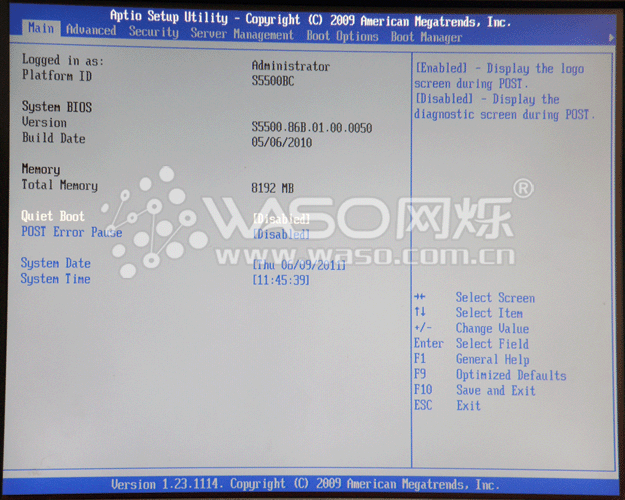 Aptio Setup Utility - Copyright (C) 2009 American Megatrends, Inc.
Main Advanced Security Server Management Boot Options Boot Manager
Logged in as: Administrator
Platform ID S5500BC
System BIOS
Version S5500.86B.01.00.0050
Build Date 05/06/2010
Memory
Total Memory 8192 MB
Quiet Boot [Disabled]
POST Error Pause [Disabled]
System Date [Thu 06/09/2011]
System Time [11:45:39]
[Enabled] - Display the logo
screen during POST.
[Disabled] - Display the
diagnostic screen during POST.
WASO网烁®
www.waso.com.cn
→← Select Screen
↑↓ Select Item
+/- Change Value
Enter Select Field
F1 General Help
F9 Optimized Defaults
F10 Save and Exit
ESC Exit
Version 1.23.1114. Copyright (C) 2009 American Megatrends, Inc.